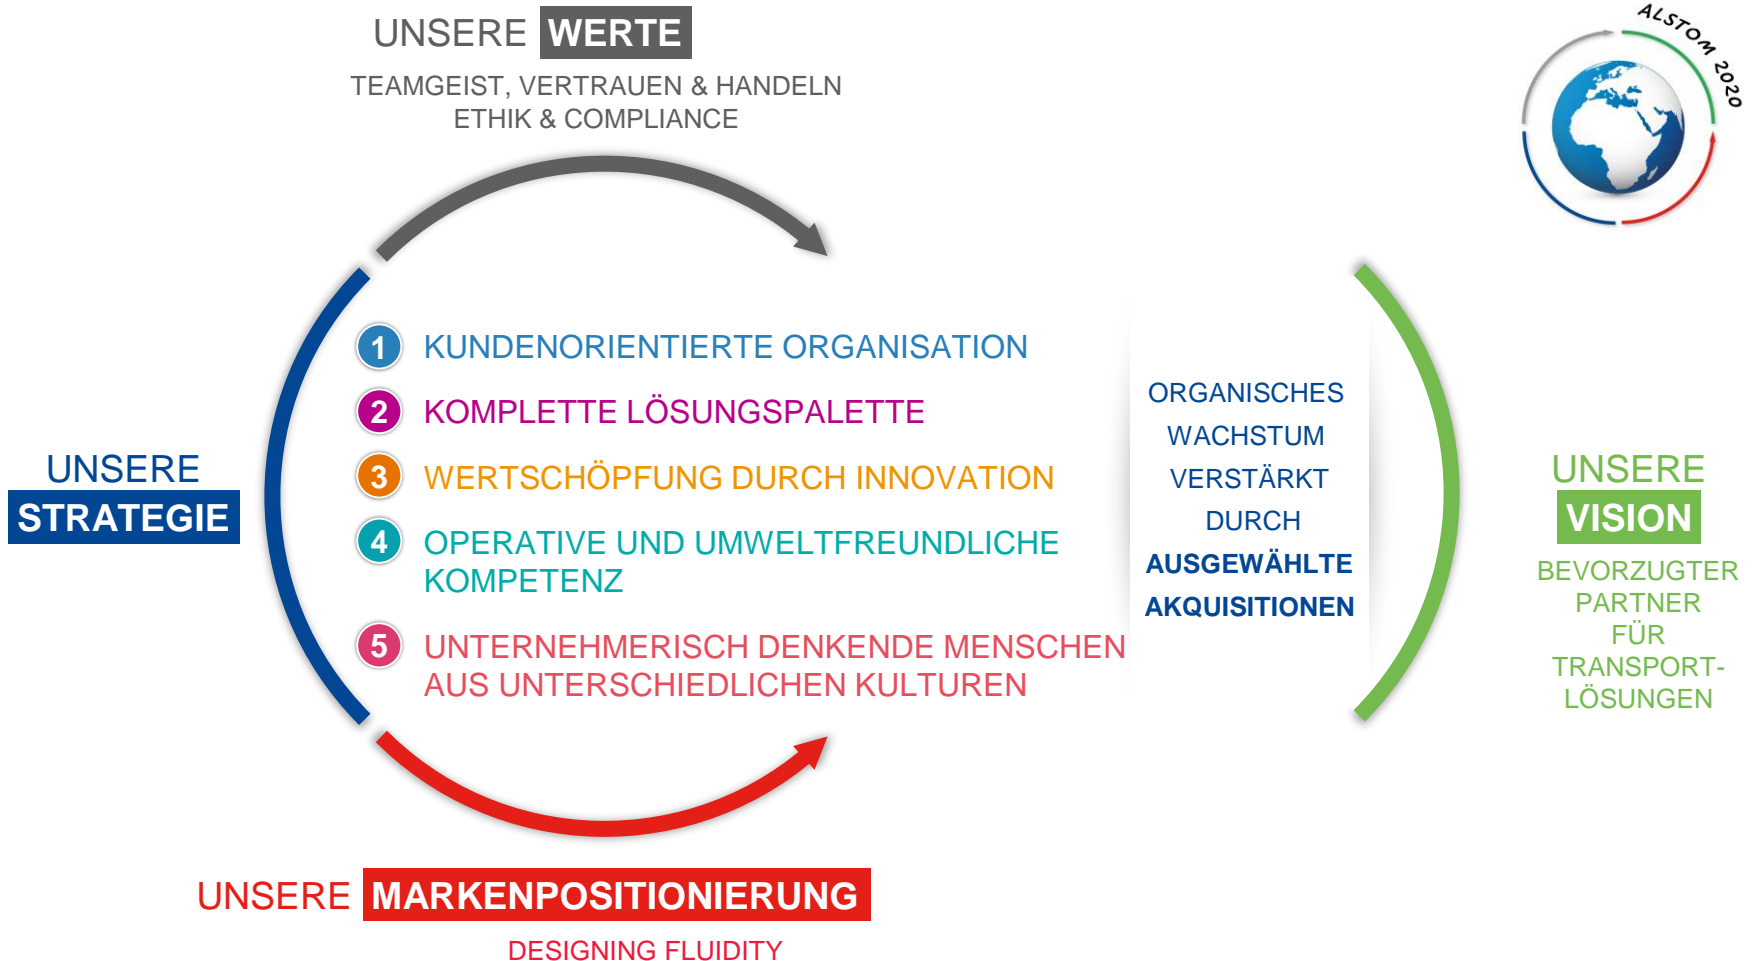 UNSERE WERTE
TEAMGEIST, VERTRAUEN & HANDELN
ETHIK & COMPLIANCE
ALSTOM 2020
UNSERE
STRATEGIE
1 KUNDENORIENTIERTE ORGANISATION
2 KOMPLETTE LÖSUNGSPALETTE
3 WERTSCHÖPFUNG DURCH INNOVATION
4 OPERATIVE UND UMWELTFREUNDLICHE
KOMPETENZ
5 UNTERNEHMERISCH DENKENDE MENSCHEN
AUS UNTERSCHIEDLICHEN KULTUREN
ORGANISCHES
WACHSTUM
VERSTÄRKT
DURCH
AUSGEWÄHLTE
AKQUISITIONEN
UNSERE
VISION
BEVORZUGTER
PARTNER
FÜR
TRANSPORT-
LÖSUNGEN
UNSERE MARKENPOSITIONIERUNG
DESIGNING FLUIDITY